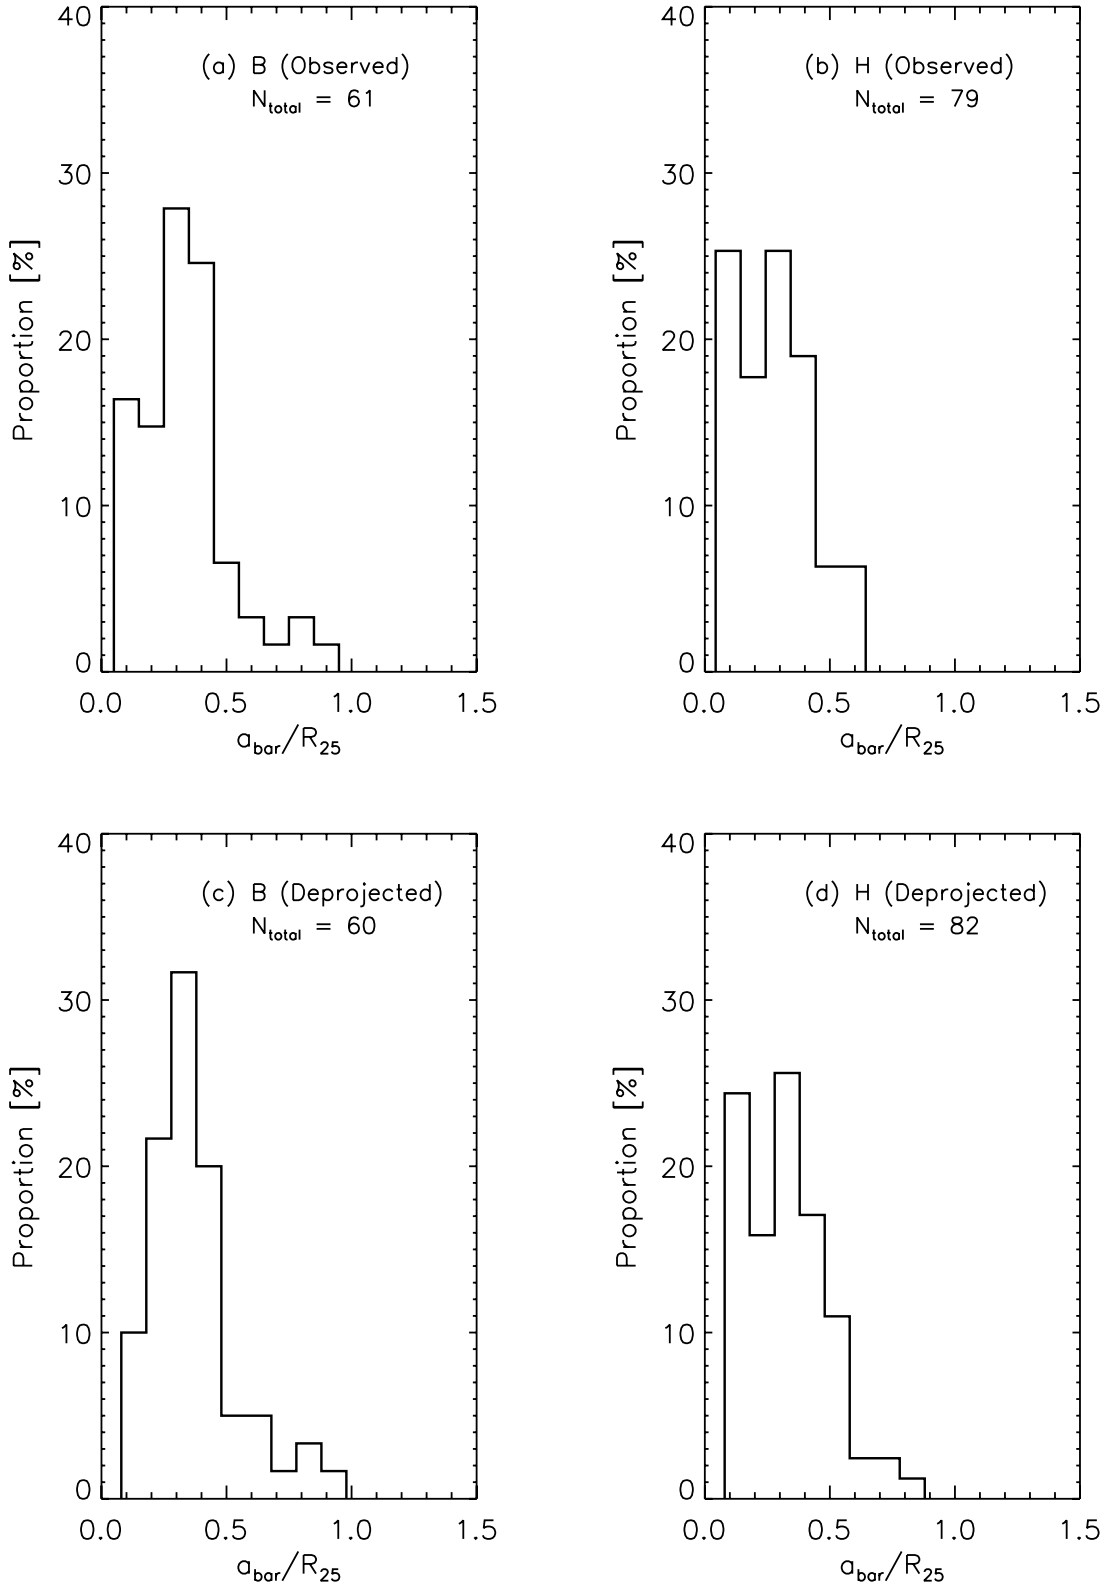 (a) B (Observed)
N_total = 61
40
30
20
10
0
Proportion [%]
0.0 0.5 1.0 1.5
a_bar/R_25
(b) H (Observed)
N_total = 79
40
30
20
10
0
Proportion [%]
0.0 0.5 1.0 1.5
a_bar/R_25
(c) B (Deprojected)
N_total = 60
40
30
20
10
0
Proportion [%]
0.0 0.5 1.0 1.5
a_bar/R_25
(d) H (Deprojected)
N_total = 82
40
30
20
10
0
Proportion [%]
0.0 0.5 1.0 1.5
a_bar/R_25